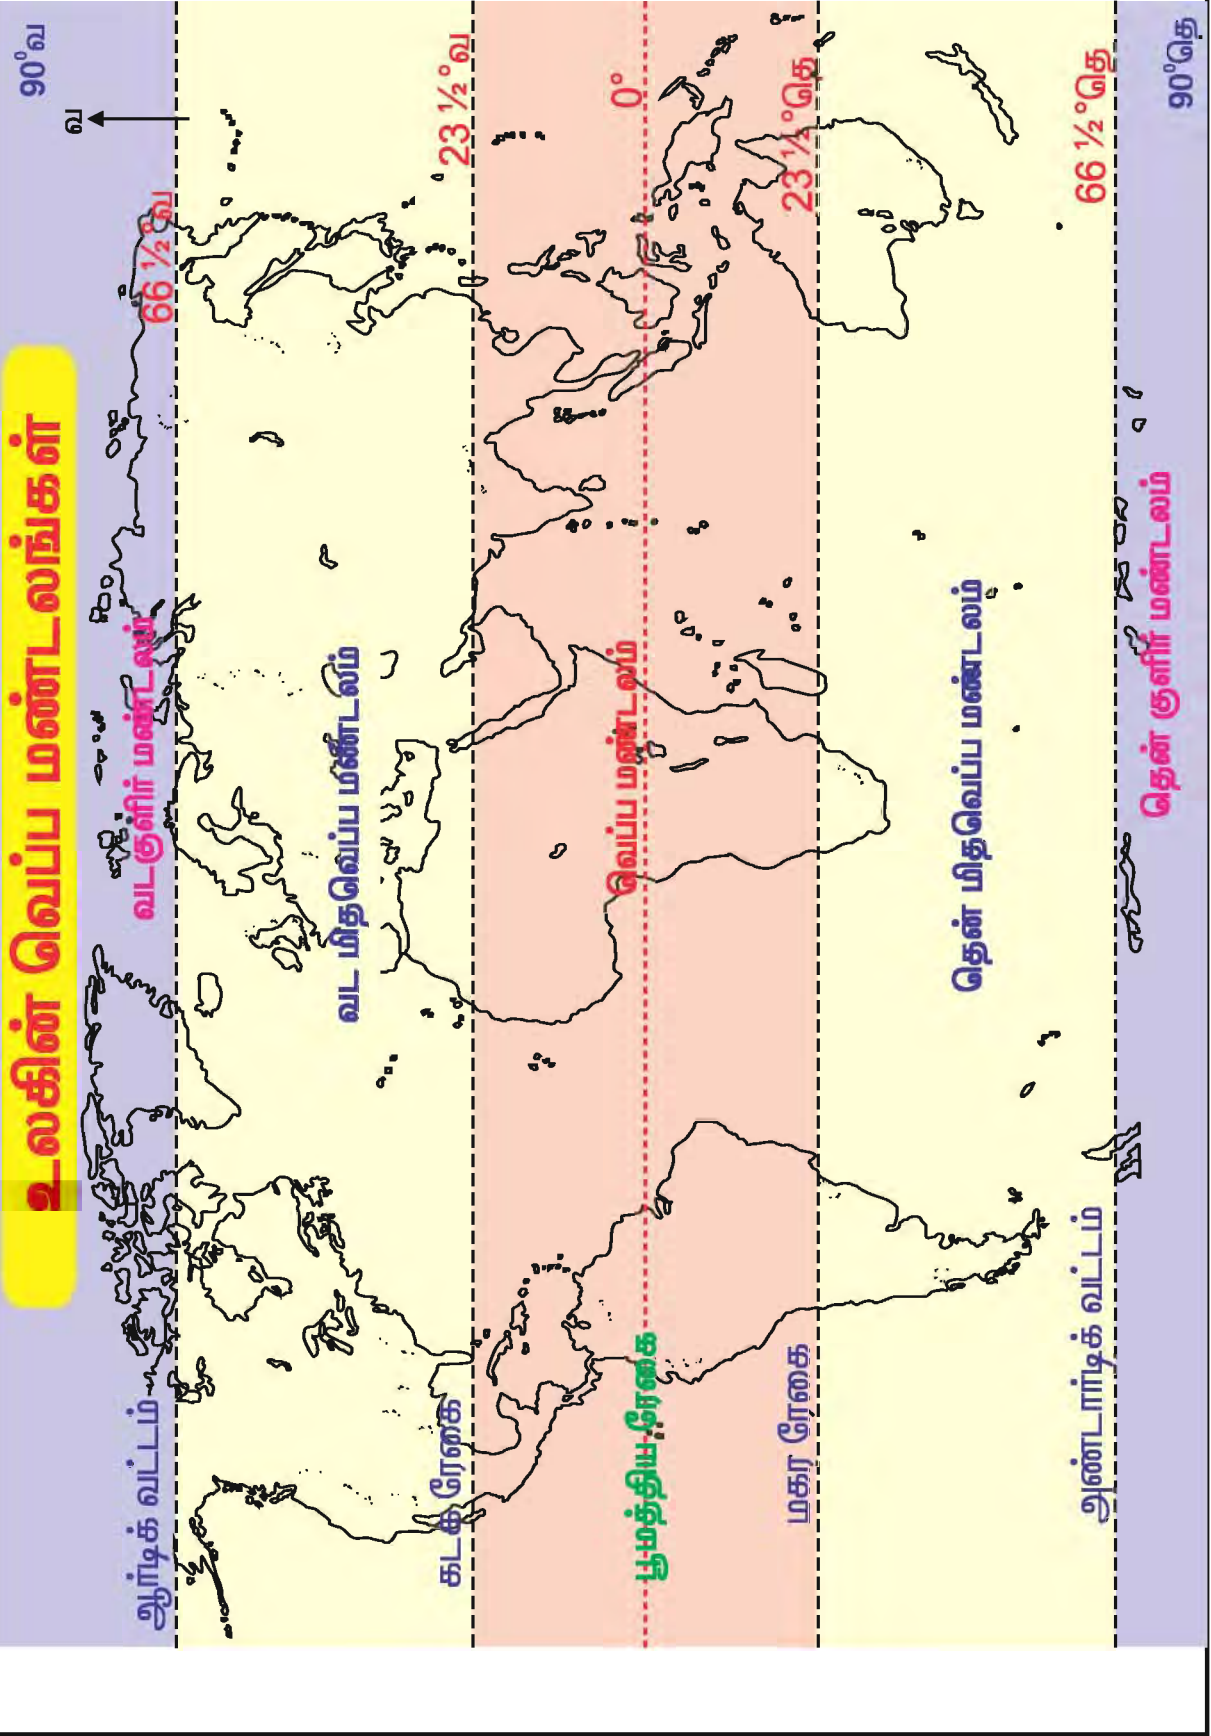 உலகின் வெப்ப மண்டலங்கள்
90°வ
வ
ஆர்டிக் வட்டம்
வடகுளிர் மண்டலம்
66 ½°வ
வட மிதவெப்ப மண்டலம்
கடக ரேகை
23 ½°வ
பூமத்திய ரேகை
வெப்ப மண்டலம்
0°
மகர ரேகை
23 ½°தெ
தென் மிதவெப்ப மண்டலம்
அண்டார்டிக் வட்டம்
66 ½°தெ
தென் குளிர் மண்டலம்
90°தெ